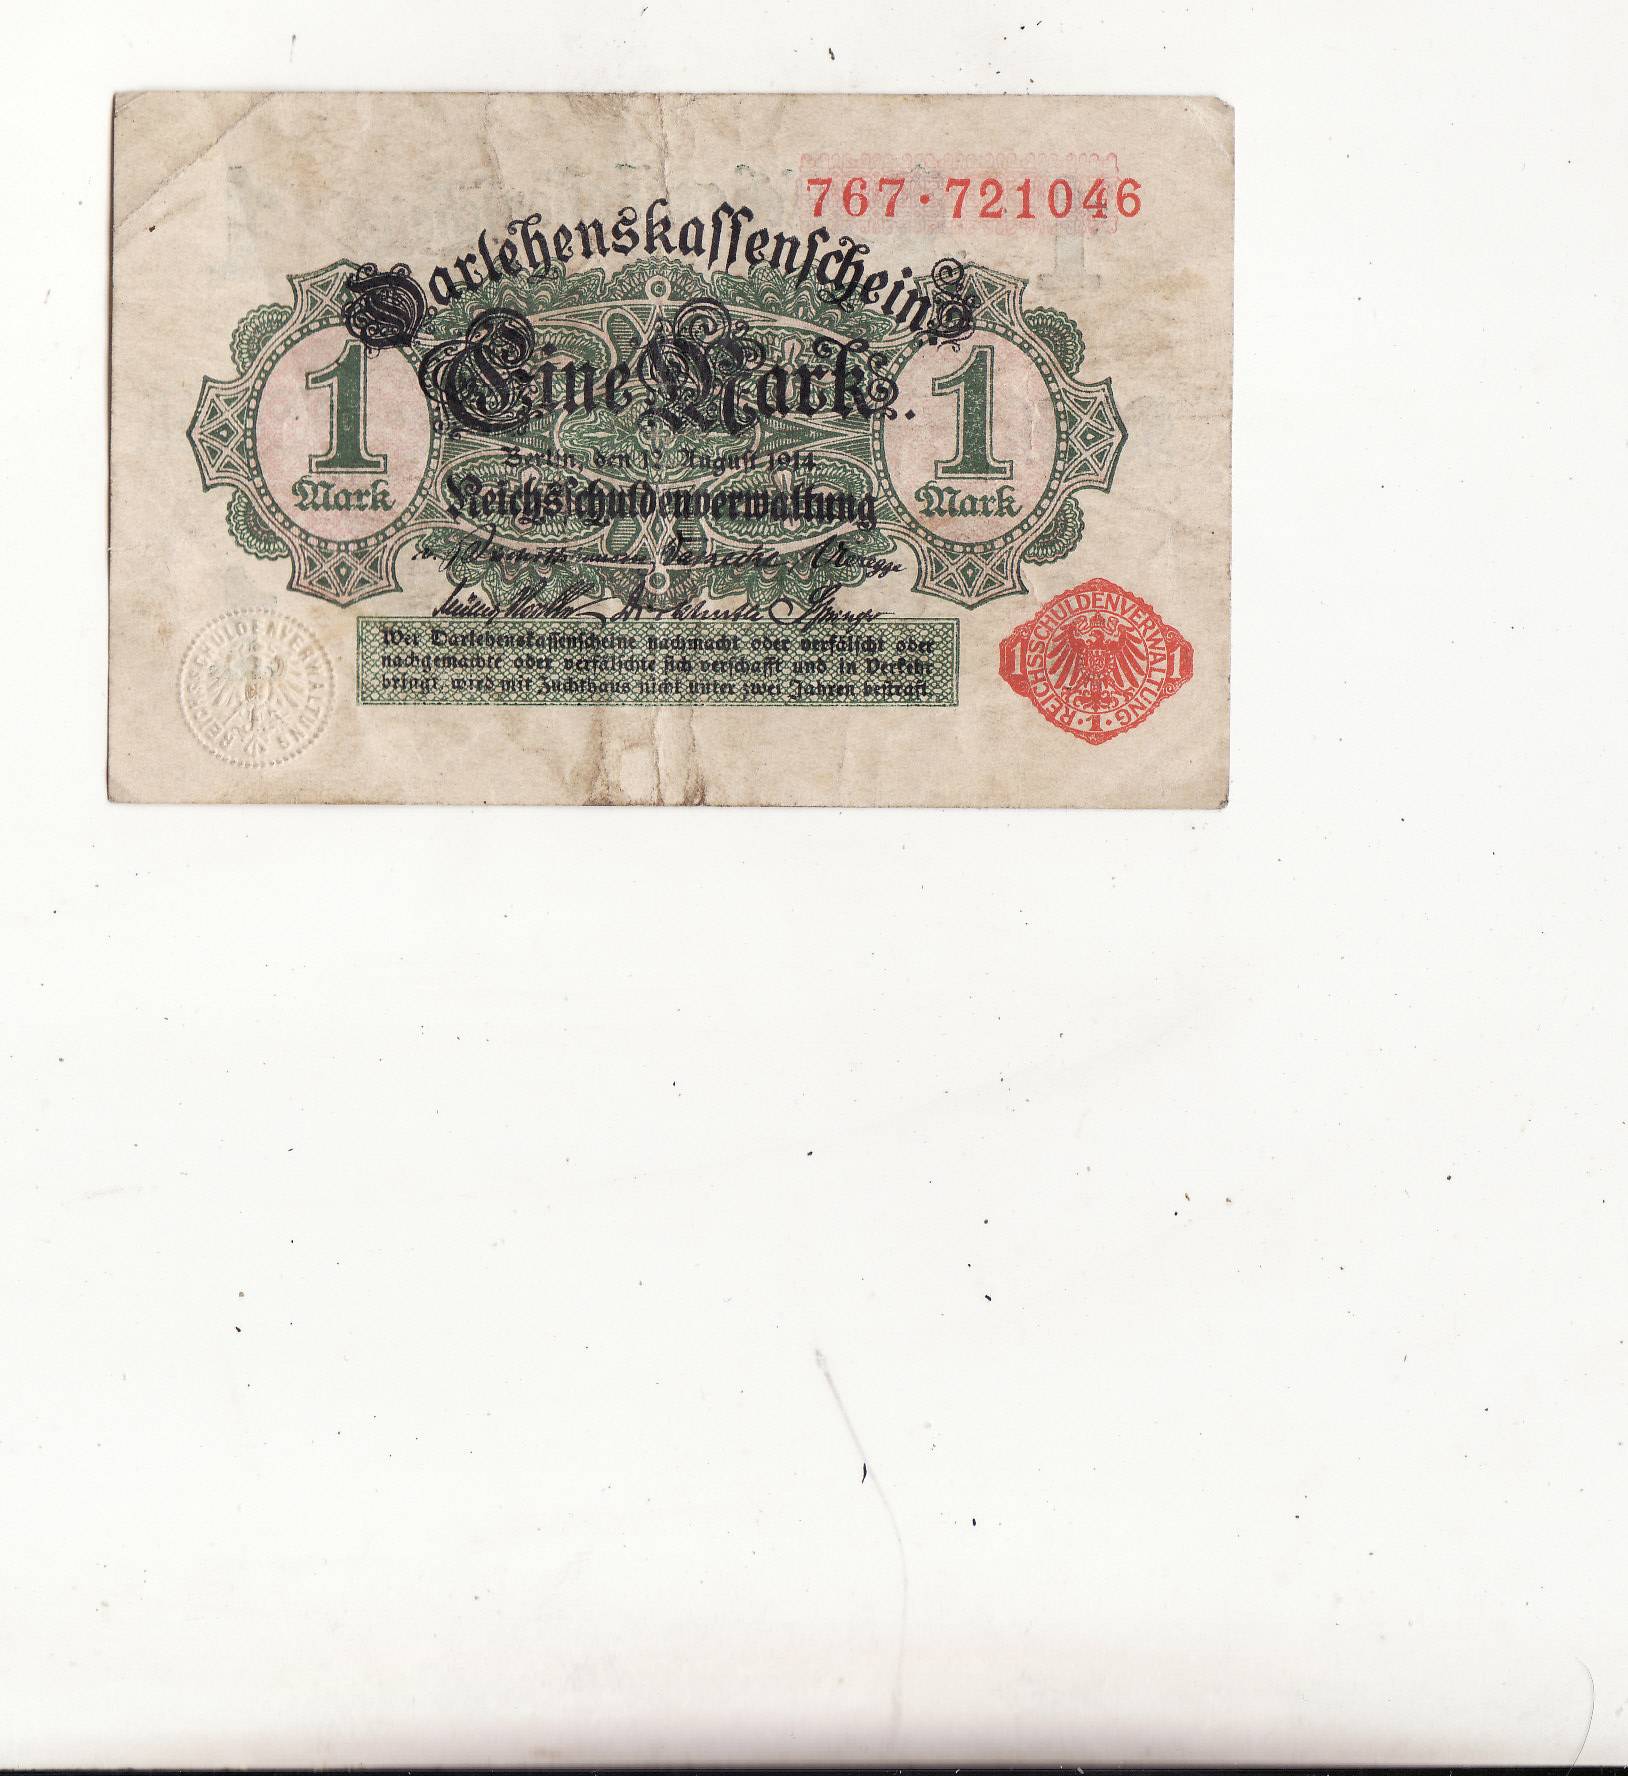 767·721046
Darlehenskassenschein
Eine Mark.
1 Mark
1 Mark
Berlin, den 12. August 1914.
Reichsschuldenverwaltung
Wer Darlehenskassenscheine nachmacht oder verfälscht oder
nachgemachte oder verfälschte sich verschafft und in Verkehr
bringt, wird mit Zuchthaus nicht unter zwei Jahren bestraft.
REICHSSCHULDENVERWALTUNG
REICHSSCHULDENVERWALTUNG
1 1
·1·